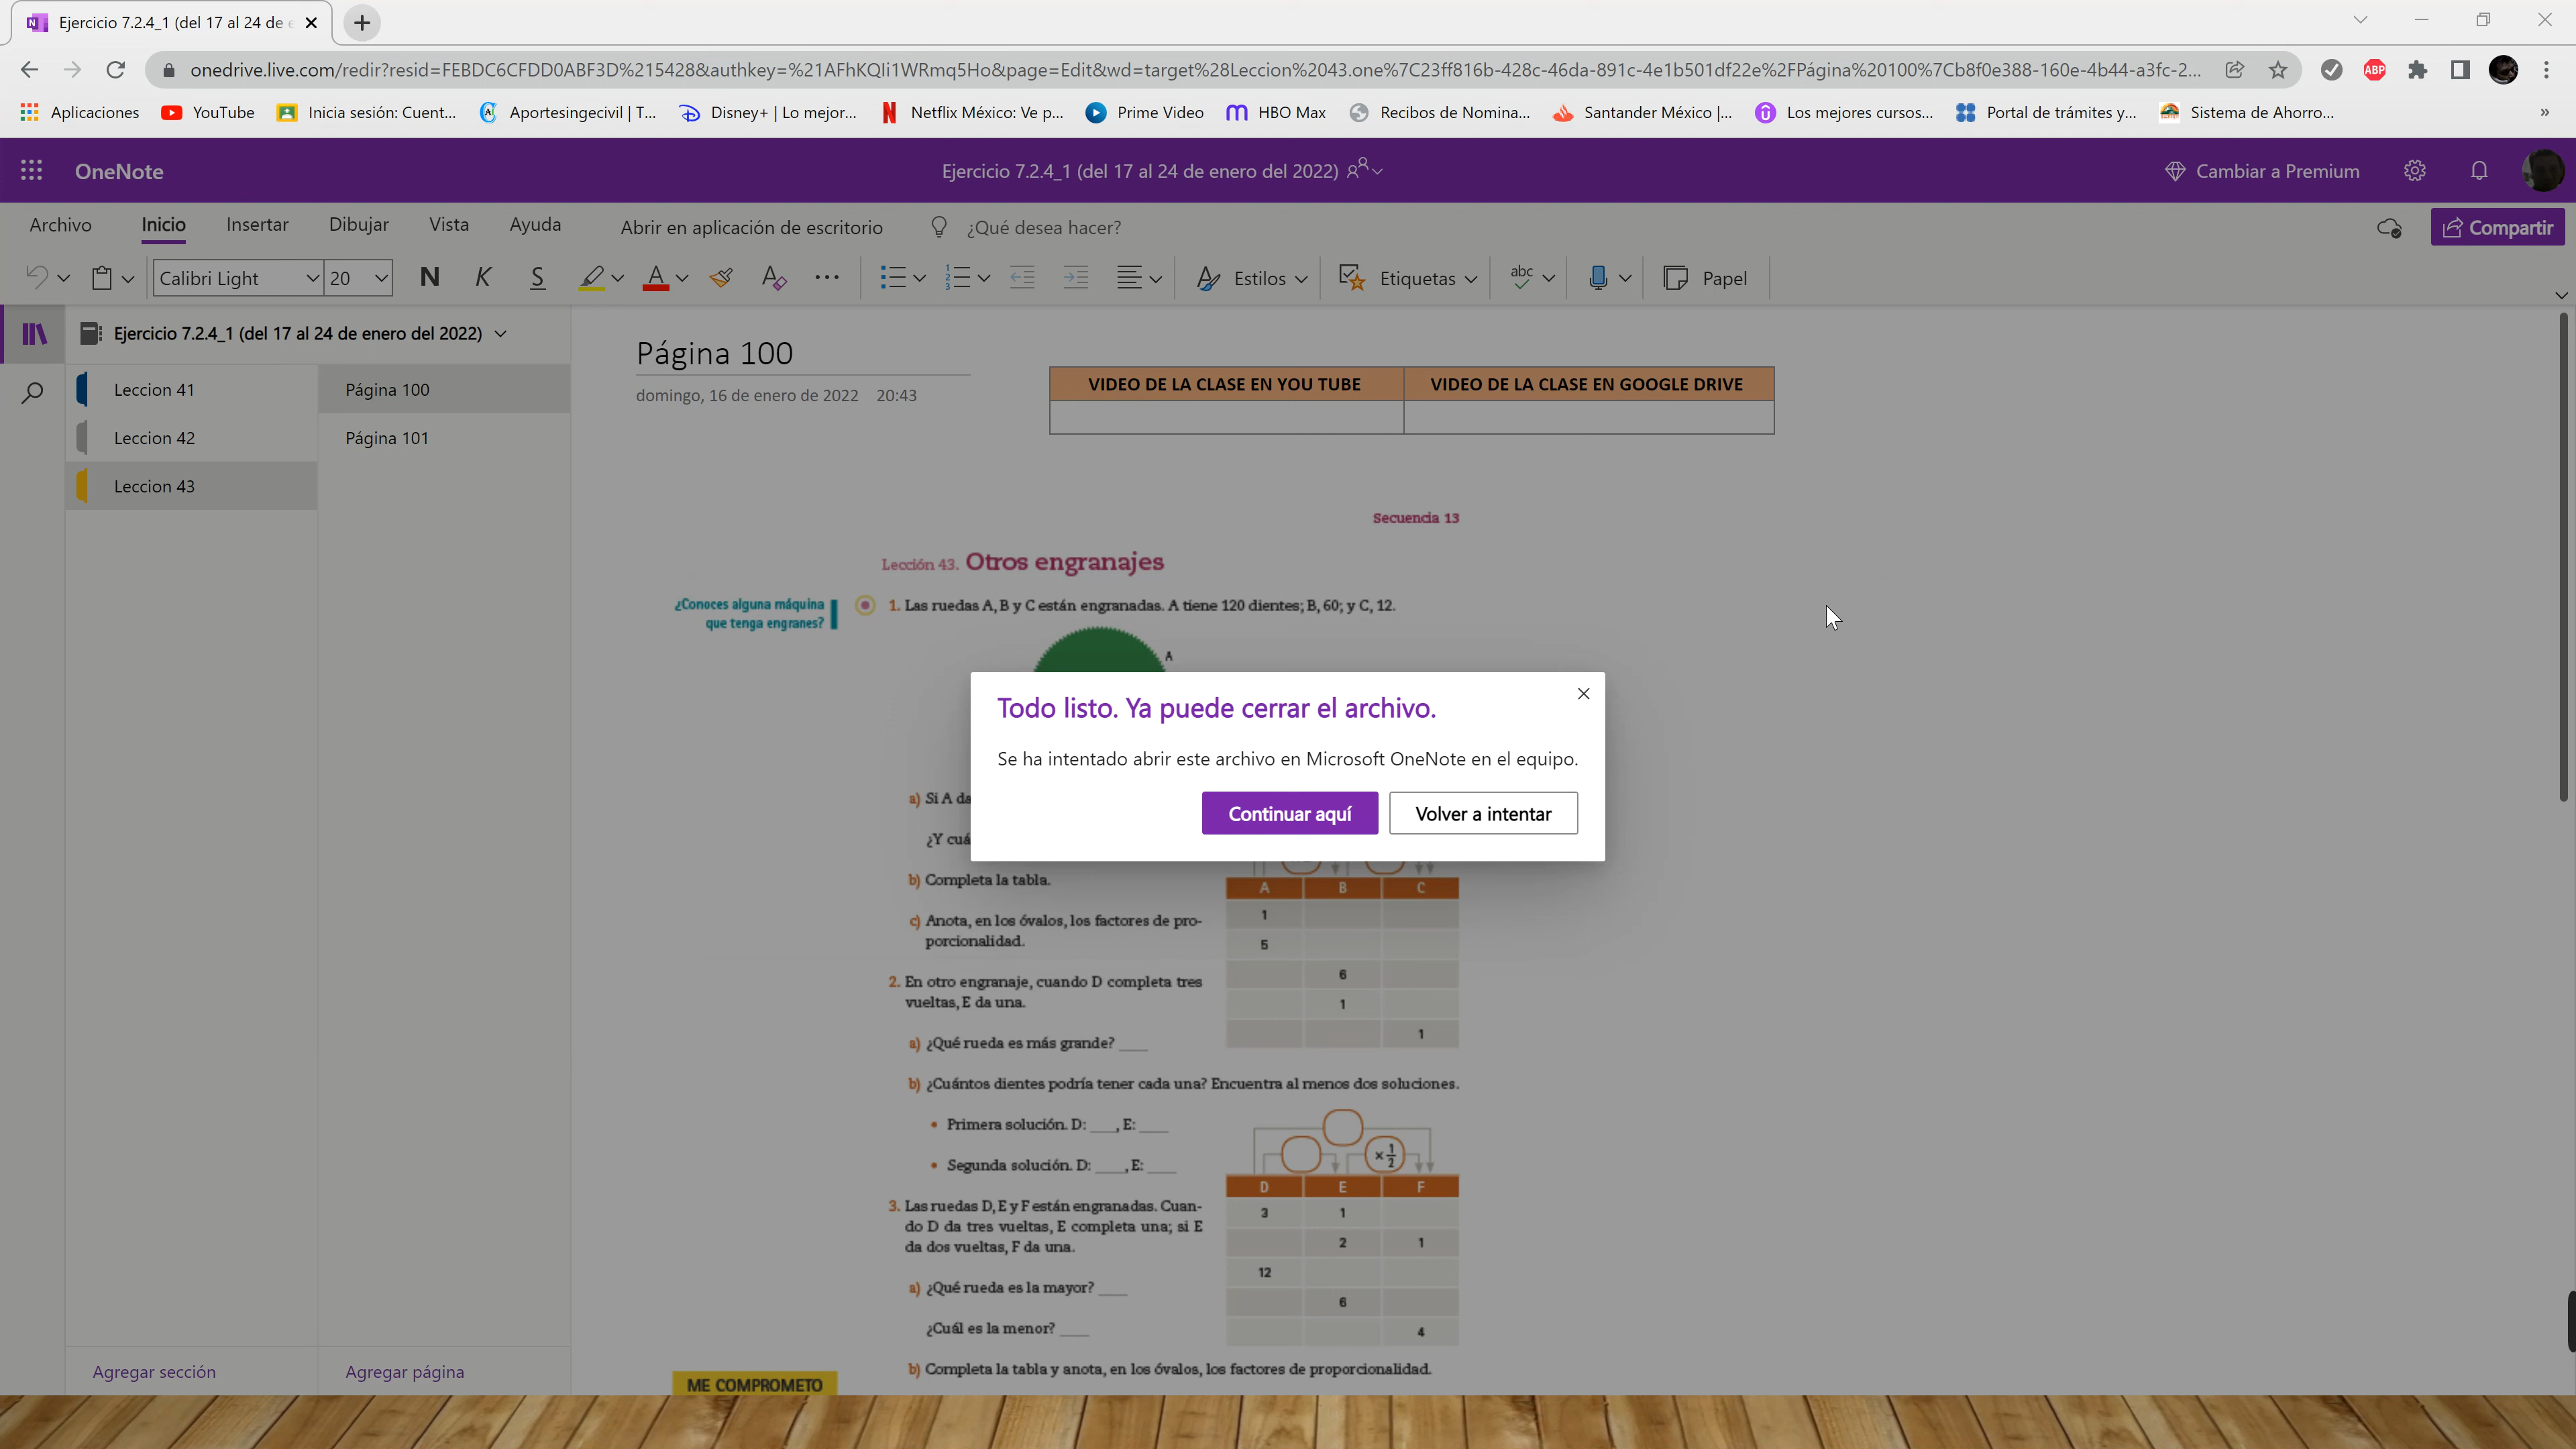 Ejercicio 7.2.4_1 (del 17 al 24 de e
onedrive.live.com/redir?resid=FEBDC6CFDD0ABF3D%215428&authkey=%21AFhKQIi1WRmq5Ho&page=Edit&wd=target%28Leccion%2043.one%7C23ff816b-428c-46da-891c-4e1b501df22e%2FPágina%20100%7Cb8f0e388-160e-4b44-a3fc-2...
ABP
Aplicaciones YouTube Inicia sesión: Cuent... Aportesingecivil | T... Disney+ | Lo mejor... Netflix México: Ve p... Prime Video HBO Max Recibos de Nomina... Santander México |... Los mejores cursos... Portal de trámites y... Sistema de Ahorro... »
OneNote Ejercicio 7.2.4_1 (del 17 al 24 de enero del 2022) Cambiar a Premium
Archivo Inicio Insertar Dibujar Vista Ayuda Abrir en aplicación de escritorio ¿Qué desea hacer? Compartir
Calibri Light 20 N K S A A ... Estilos Etiquetas abc Papel
Ejercicio 7.2.4_1 (del 17 al 24 de enero del 2022)
Leccion 41
Leccion 42
Leccion 43
Página 100
Página 101
Agregar sección
Agregar página
Página 100
domingo, 16 de enero de 2022 20:43
VIDEO DE LA CLASE EN YOU TUBE VIDEO DE LA CLASE EN GOOGLE DRIVE
Secuencia 13
Lección 43. Otros engranajes
¿Conoces alguna máquina
que tenga engranes?
1. Las ruedas A, B y C están engranadas. A tiene 120 dientes; B, 60; y C, 12.
A
Todo listo. Ya puede cerrar el archivo.
Se ha intentado abrir este archivo en Microsoft OneNote en el equipo.
Continuar aquí Volver a intentar
a) Si A da
¿Y cuá
b) Completa la tabla.
c) Anota, en los óvalos, los factores de pro-
porcionalidad.
A B C
1
5
6
1
1
2. En otro engranaje, cuando D completa tres
vueltas, E da una.
a) ¿Qué rueda es más grande? ____
b) ¿Cuántos dientes podría tener cada una? Encuentra al menos dos soluciones.
• Primera solución. D: ____, E: ____
• Segunda solución. D: ____, E: ____
× 1/2
D E F
3 1
2 1
12
6
4
3. Las ruedas D, E y F están engranadas. Cuan-
do D da tres vueltas, E completa una; si E
da dos vueltas, F da una.
a) ¿Qué rueda es la mayor? ____
¿Cuál es la menor? ____
b) Completa la tabla y anota, en los óvalos, los factores de proporcionalidad.
ME COMPROMETO